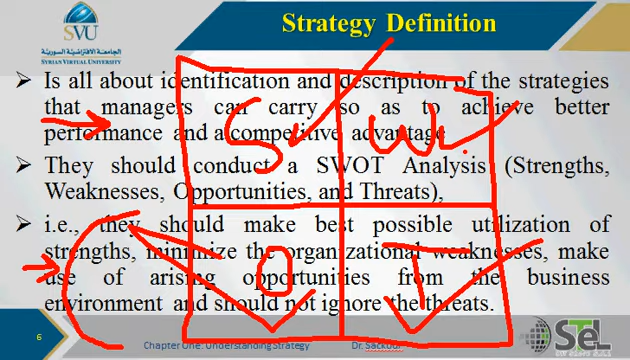 Strategy Definition
SVU
الجامعة الافتراضية السورية
SYRIAN VIRTUAL UNIVERSITY
➢ Is all about identification and description of the strategies
that managers can carry so as to achieve better
performance and a competitive advantage
S W
➢ They should conduct a SWOT Analysis (Strengths,
Weaknesses, Opportunities, and Threats),
➢ i.e., they should make best possible utilization of
strengths, minimize the organizational weaknesses, make
use of arising opportunities from the business
environment and should not ignore the threats.
O T
6
Chapter One: Understanding Strategy Dr. Sackour
STeL